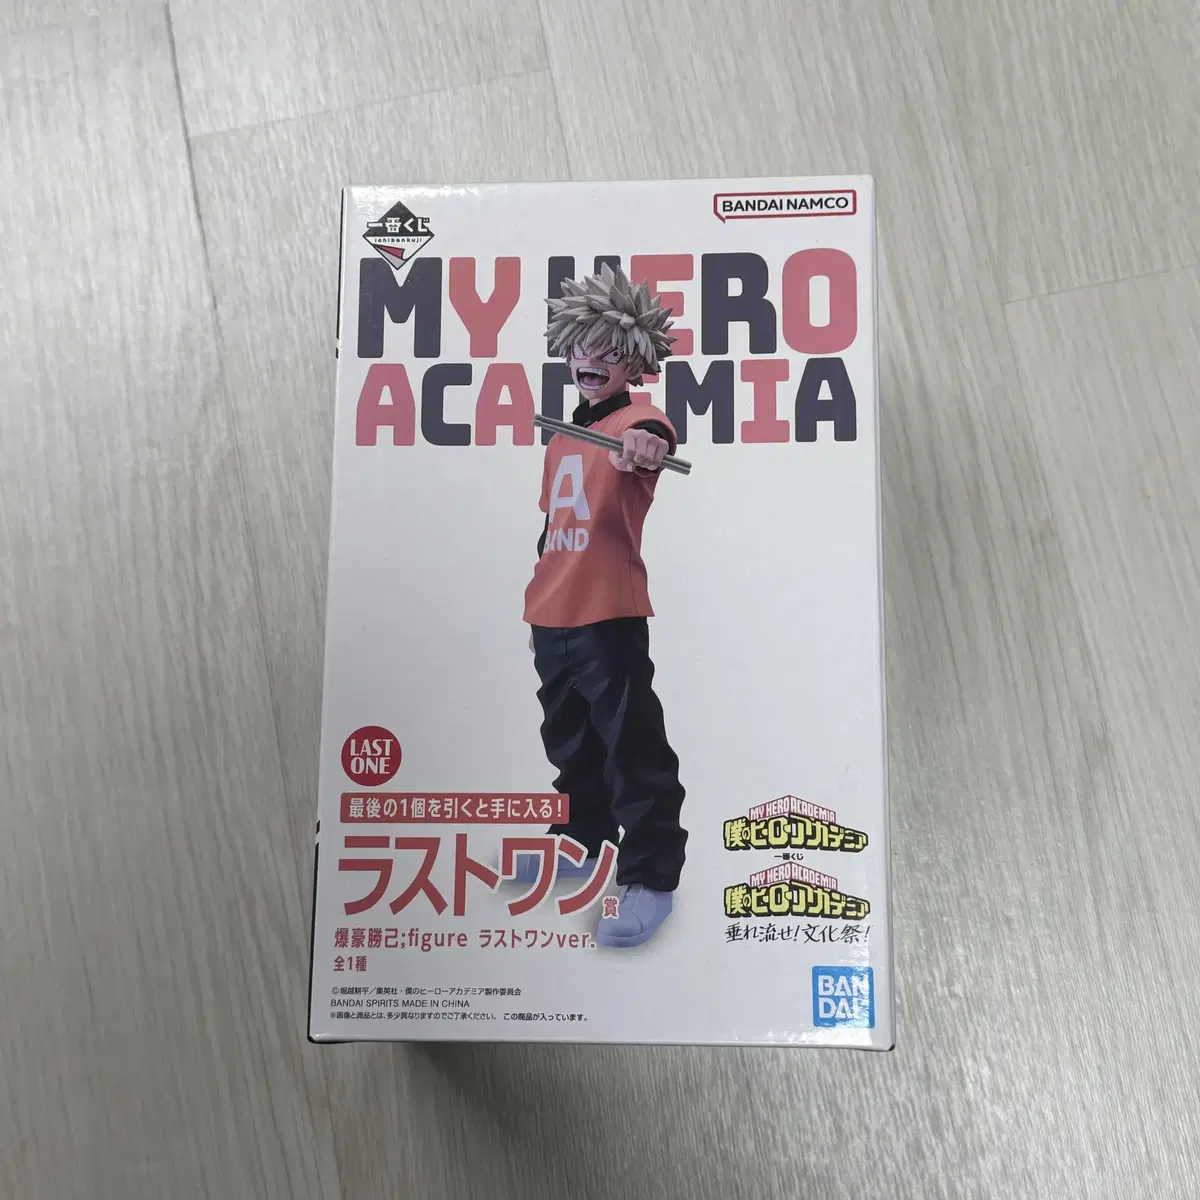 一番くじ
ichibankuji
BANDAI NAMCO
MY HERO
ACADEMIA
A
BAND
LAST
ONE
最後の1個を引くと手に入る!
ラストワン賞
爆豪勝己;figure ラストワンver.
全1種
©堀越耕平/集英社・僕のヒーローアカデミア製作委員会
BANDAI SPIRITS MADE IN CHINA
※画像と商品とは、多少異なりますのでご了承ください。 この商品が入っています。
MY HERO ACADEMIA
僕のヒーローアカデミア
一番くじ
MY HERO ACADEMIA
僕のヒーローアカデミア
垂れ流せ!文化祭!
BAN
DAI